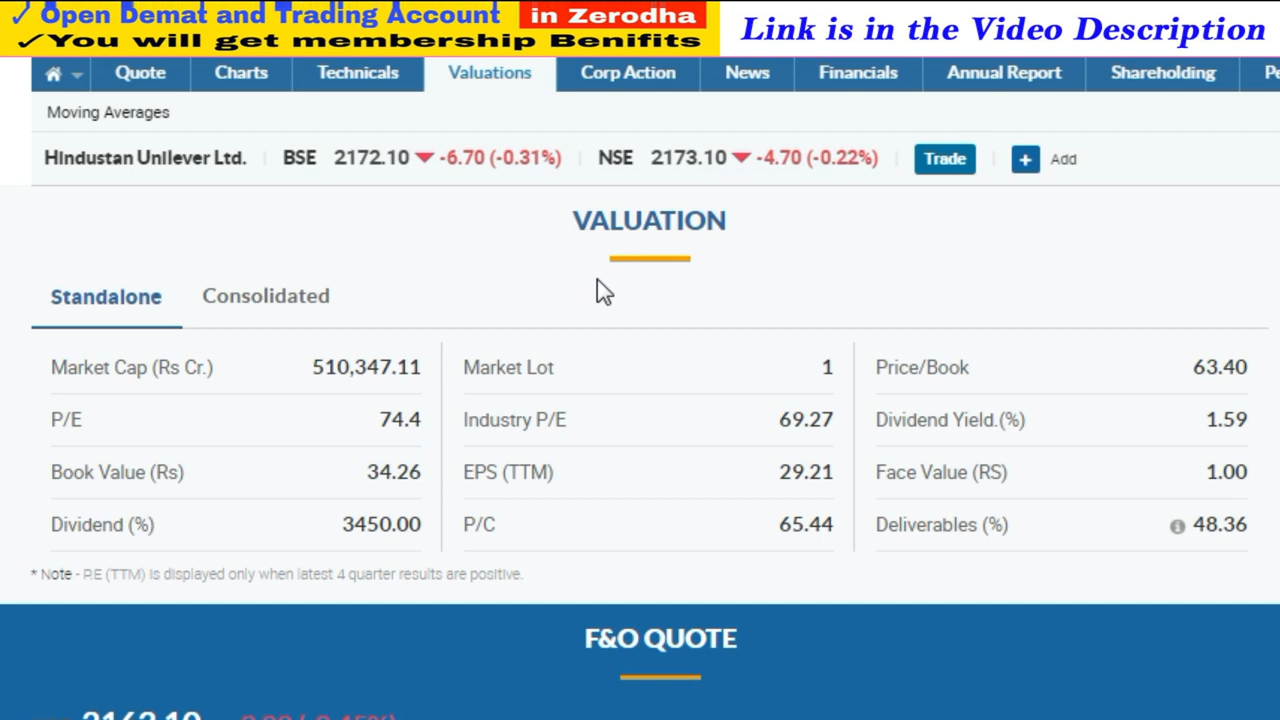 ✓ Open Demat and Trading Account in Zerodha
✓You will get membership Benifits
Link is in the Video Description
Quote Charts Technicals Valuations Corp Action News Financials Annual Report Shareholding
Moving Averages
Hindustan Unilever Ltd. BSE 2172.10 -6.70 (-0.31%) NSE 2173.10 -4.70 (-0.22%) Trade + Add
VALUATION
Standalone Consolidated
Market Cap (Rs Cr.) 510,347.11 Market Lot 1 Price/Book 63.40
P/E 74.4 Industry P/E 69.27 Dividend Yield.(%) 1.59
Book Value (Rs) 34.26 EPS (TTM) 29.21 Face Value (RS) 1.00
Dividend (%) 3450.00 P/C 65.44 Deliverables (%) 48.36
* Note - P.E (TTM) is displayed only when latest 4 quarter results are positive.
F&O QUOTE